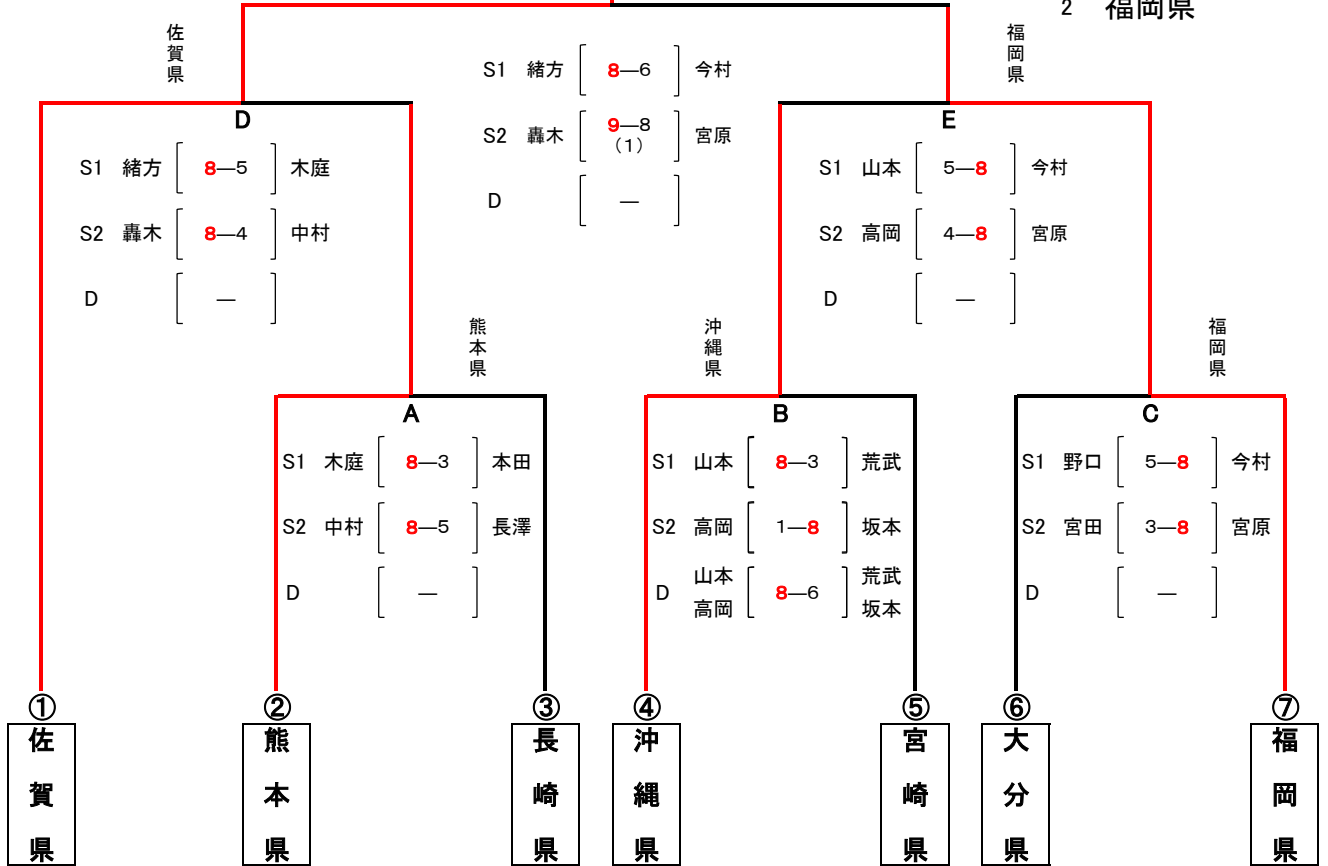 2 福岡県
佐賀県
福岡県
S1 緒方 8―6 今村
S2 轟木 9―8 宮原
(1)
D ―
D
S1 緒方 8―5 木庭
S2 轟木 8―4 中村
D ―
E
S1 山本 5―8 今村
S2 高岡 4―8 宮原
D ―
熊本県
沖縄県
福岡県
A
S1 木庭 8―3 本田
S2 中村 8―5 長澤
D ―
B
S1 山本 8―3 荒武
S2 高岡 1―8 坂本
D 山本 高岡 8―6 荒武 坂本
C
S1 野口 5―8 今村
S2 宮田 3―8 宮原
D ―
① ② ③ ④ ⑤ ⑥ ⑦
佐賀県
熊本県
長崎県
沖縄県
宮崎県
大分県
福岡県